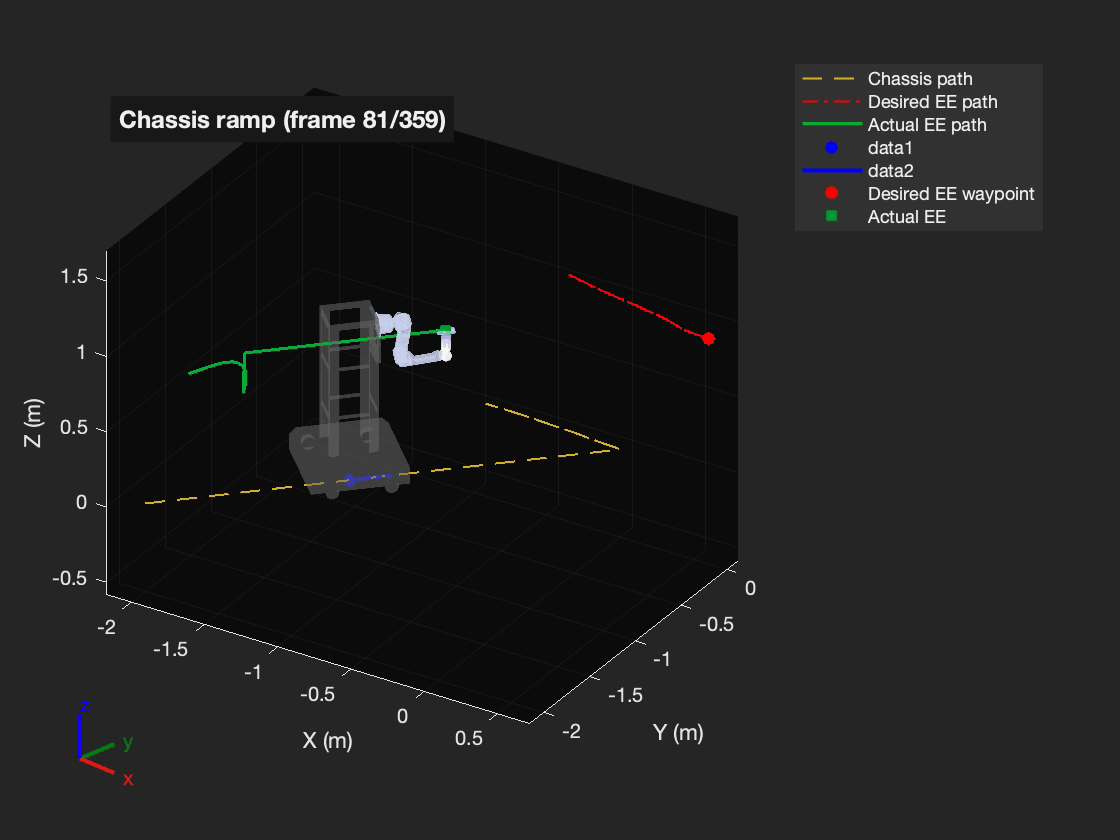 Chassis ramp (frame 81/359)
Chassis path
Desired EE path
Actual EE path
data1
data2
Desired EE waypoint
Actual EE
1.5
1
0.5
0
-0.5
Z (m)
-2
-1.5
-1
-0.5
0
0.5
X (m)
0
-0.5
-1
-1.5
-2
Y (m)
z
y
x